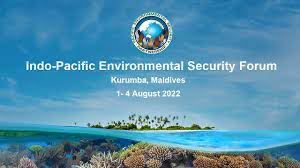 Indo-Pacific Environmental Security Forum
Kurumba, Maldives
1- 4 August 2022